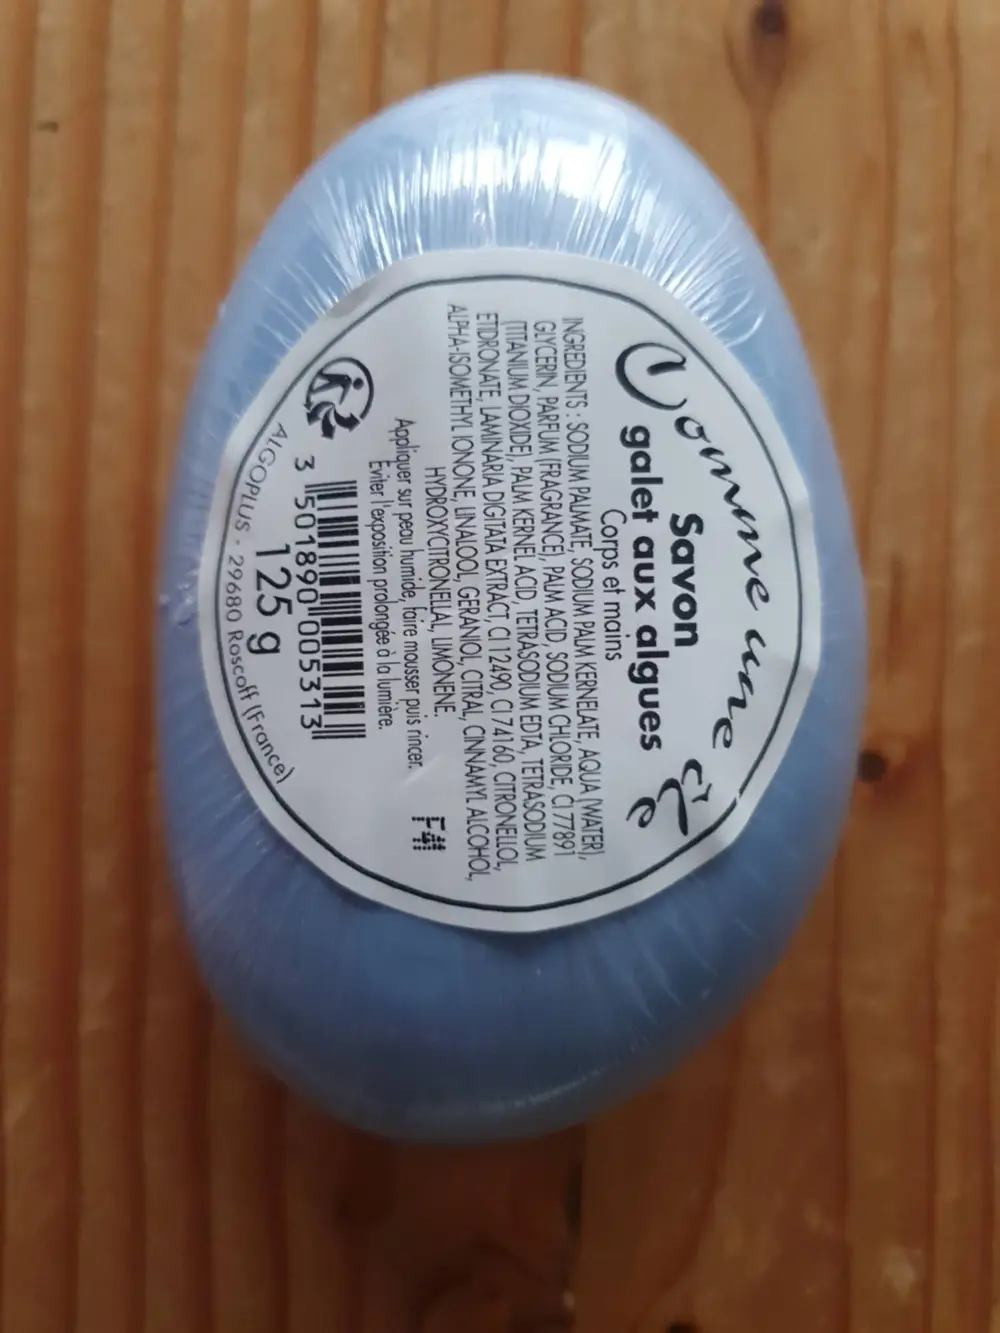 Comme une
Savon
galet aux algues
Corps et mains
INGREDIENTS : SODIUM PALMATE, SODIUM PALM KERNELATE, AQUA (WATER),
GLYCERIN, PARFUM (FRAGRANCE), PALM ACID, SODIUM CHLORIDE, CI 77891
(TITANIUM DIOXIDE), PALM KERNEL ACID, TETRASODIUM EDTA, TETRASODIUM
ETIDRONATE, LAMINARIA DIGITATA EXTRACT, CI 12490, CI 74160, CITRONELLOL,
ALPHA-ISOMETHYL IONONE, LINALOOL, GERANIOL, CITRAL, CINNAMYL ALCOHOL,
HYDROXYCITRONELLAL, LIMONENE.
Appliquer sur peau humide, faire mousser puis rincer.
Eviter l'exposition prolongée à la lumière.
3 501890 005313
125 g
ALGOPLUS - 29680 Roscoff (France)